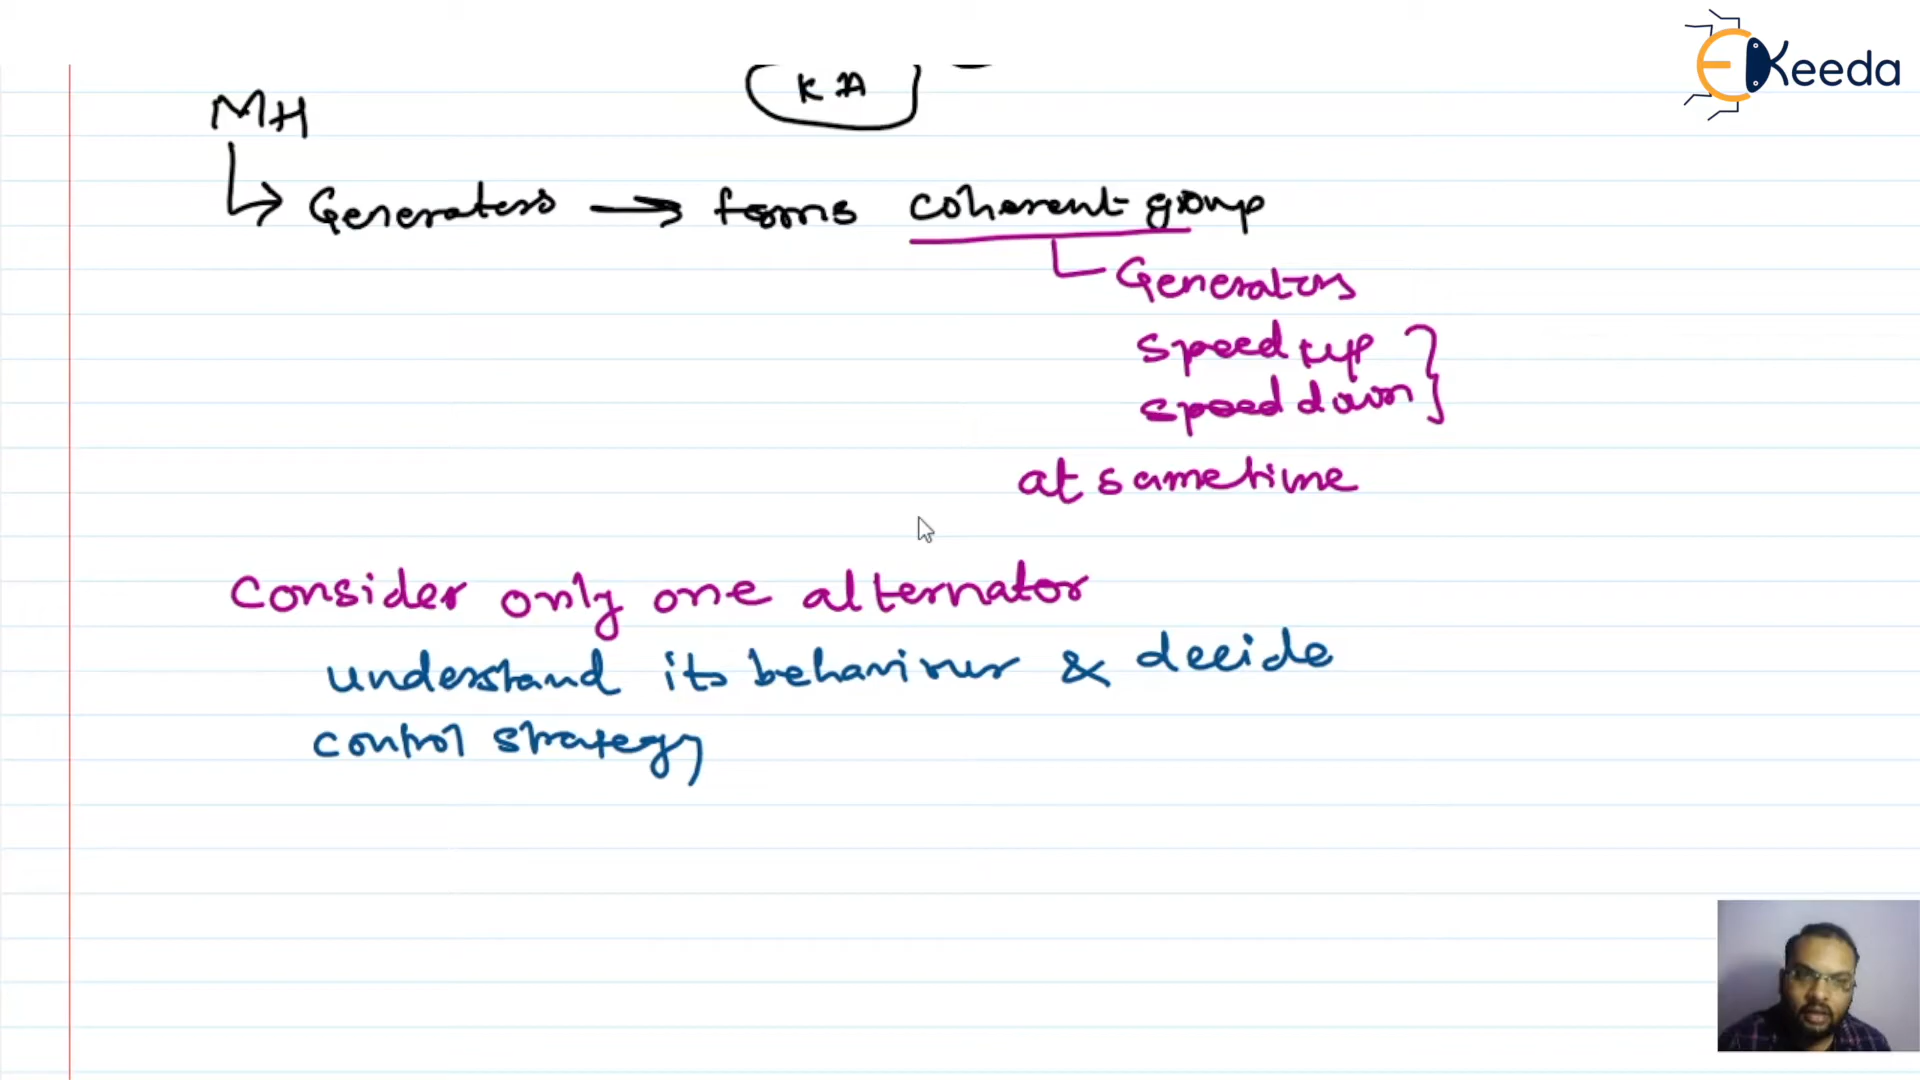 EKeeda
KA
MH
Generators → forms coherent group
Generators
speed up
speed down
at same time
Consider only one alternator
understand its behaviour & decide
control strategy